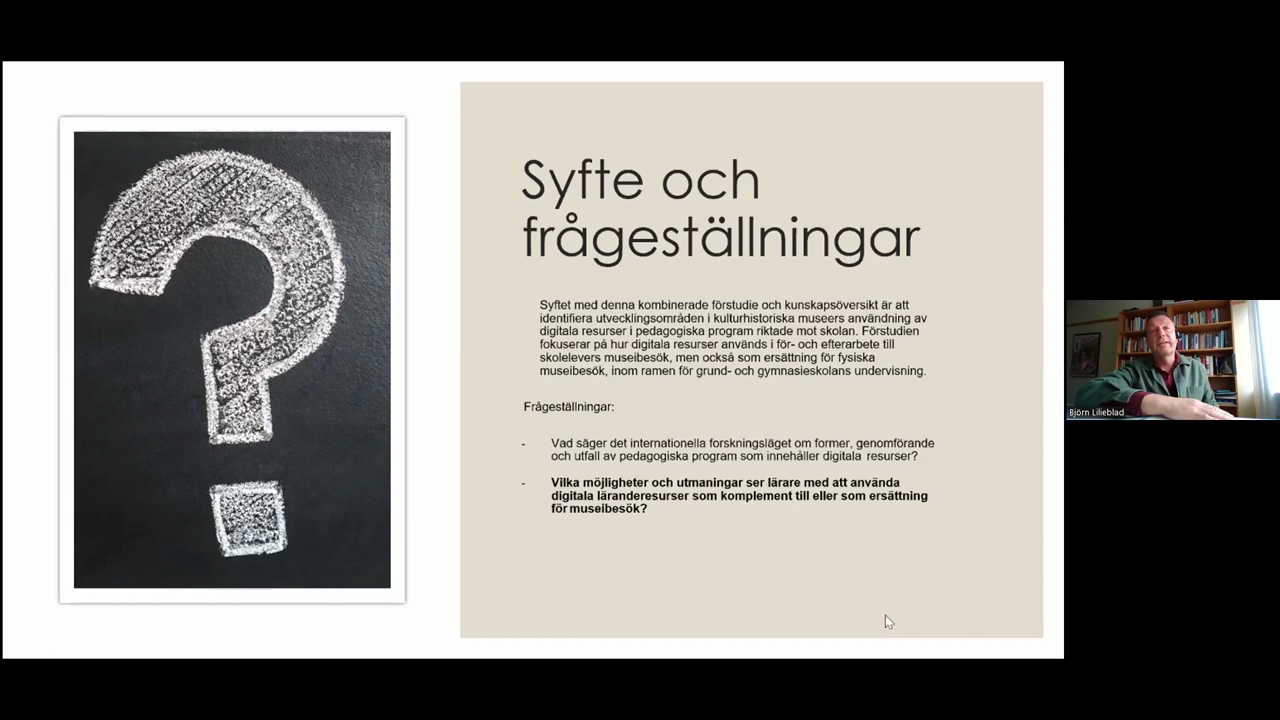 Syfte och
frågeställningar
Syftet med denna kombinerade förstudie och kunskapsöversikt är att
identifiera utvecklingsområden i kulturhistoriska museers användning av
digitala resurser i pedagogiska program riktade mot skolan. Förstudien
fokuserar på hur digitala resurser används i för- och efterarbete till
skolelevers museibesök, men också som ersättning för fysiska
museibesök, inom ramen för grund- och gymnasieskolans undervisning.
Frågeställningar:
- Vad säger det internationella forskningsläget om former, genomförande
och utfall av pedagogiska program som innehåller digitala resurser?
- Vilka möjligheter och utmaningar ser lärare med att använda
digitala läranderesurser som komplement till eller som ersättning
för museibesök?
Björn Lilieblad